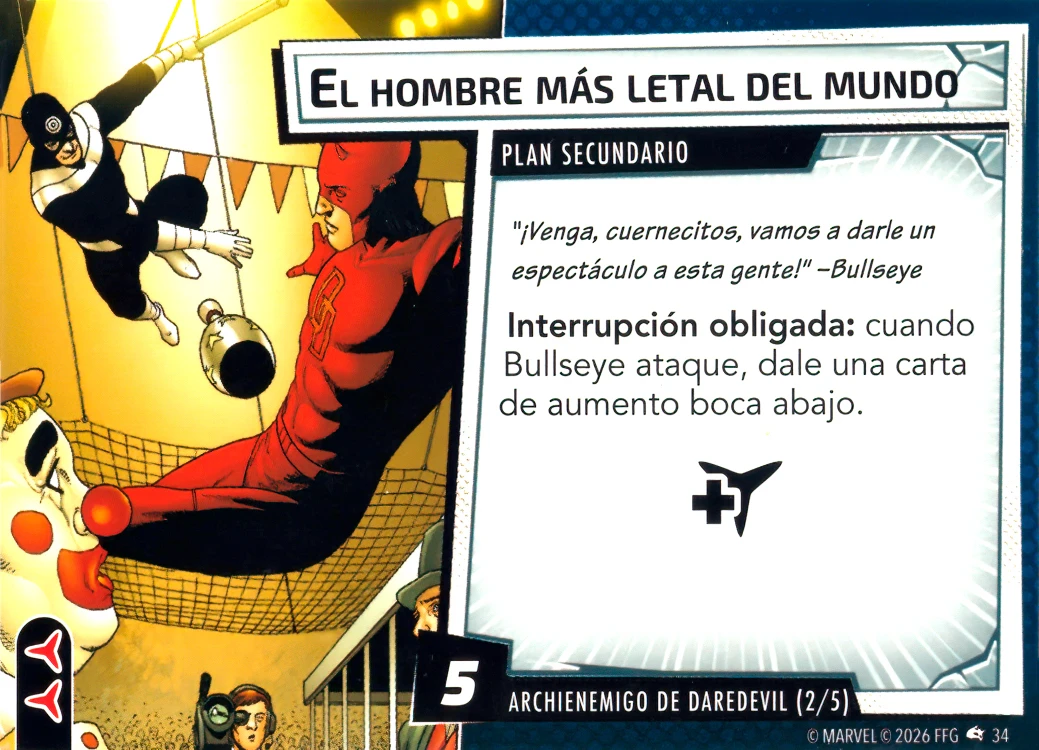 EL HOMBRE MÁS LETAL DEL MUNDO
PLAN SECUNDARIO
"¡Venga, cuernecitos, vamos a darle un
espectáculo a esta gente!" –Bullseye
Interrupción obligada: cuando
Bullseye ataque, dale una carta
de aumento boca abajo.
5
ARCHIENEMIGO DE DAREDEVIL (2/5)
© MARVEL © 2026 FFG 34